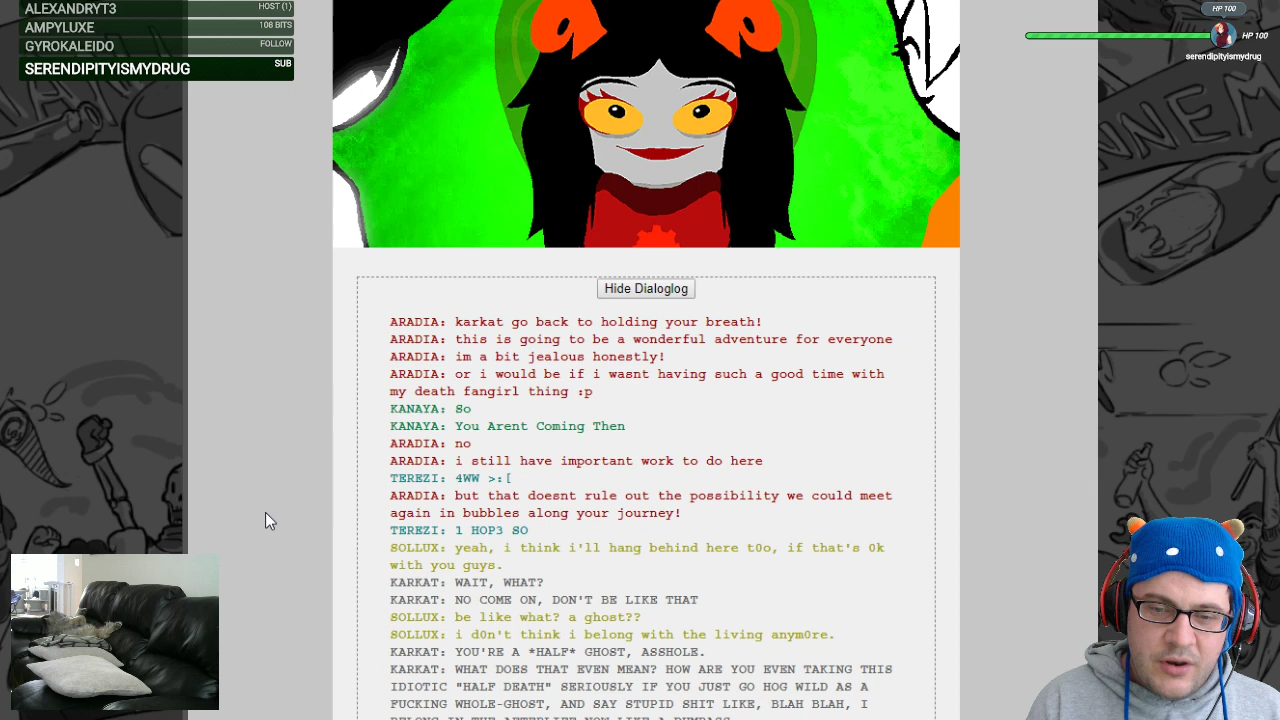 ALEXANDRYT3 HOST (1)
AMPYLUXE 108 BITS
GYROKALEIDO FOLLOW
SERENDIPITYISMYDRUG SUB
HP 100
HP 100
serendipityismydrug
Hide Dialoglog
ARADIA: karkat go back to holding your breath!
ARADIA: this is going to be a wonderful adventure for everyone
ARADIA: im a bit jealous honestly!
ARADIA: or i would be if i wasnt having such a good time with
my death fangirl thing :p
KANAYA: So
KANAYA: You Arent Coming Then
ARADIA: no
ARADIA: i still have important work to do here
TEREZI: 4WW >:[
ARADIA: but that doesnt rule out the possibility we could meet
again in bubbles along your journey!
TEREZI: 1 HOP3 SO
SOLLUX: yeah, i think i'll hang behind here t0o, if that's 0k
with you guys.
KARKAT: WAIT, WHAT?
KARKAT: NO COME ON, DON'T BE LIKE THAT
SOLLUX: be like what? a ghost??
SOLLUX: i d0n't think i belong with the living anym0re.
KARKAT: YOU'RE A *HALF* GHOST, ASSHOLE.
KARKAT: WHAT DOES THAT EVEN MEAN? HOW ARE YOU EVEN TAKING THIS
IDIOTIC "HALF DEATH" SERIOUSLY IF YOU JUST GO HOG WILD AS A
FUCKING WHOLE-GHOST, AND SAY STUPID SHIT LIKE, BLAH BLAH, I
BELONG IN THE AFTERLIFE NOW LIKE A DUMBASS